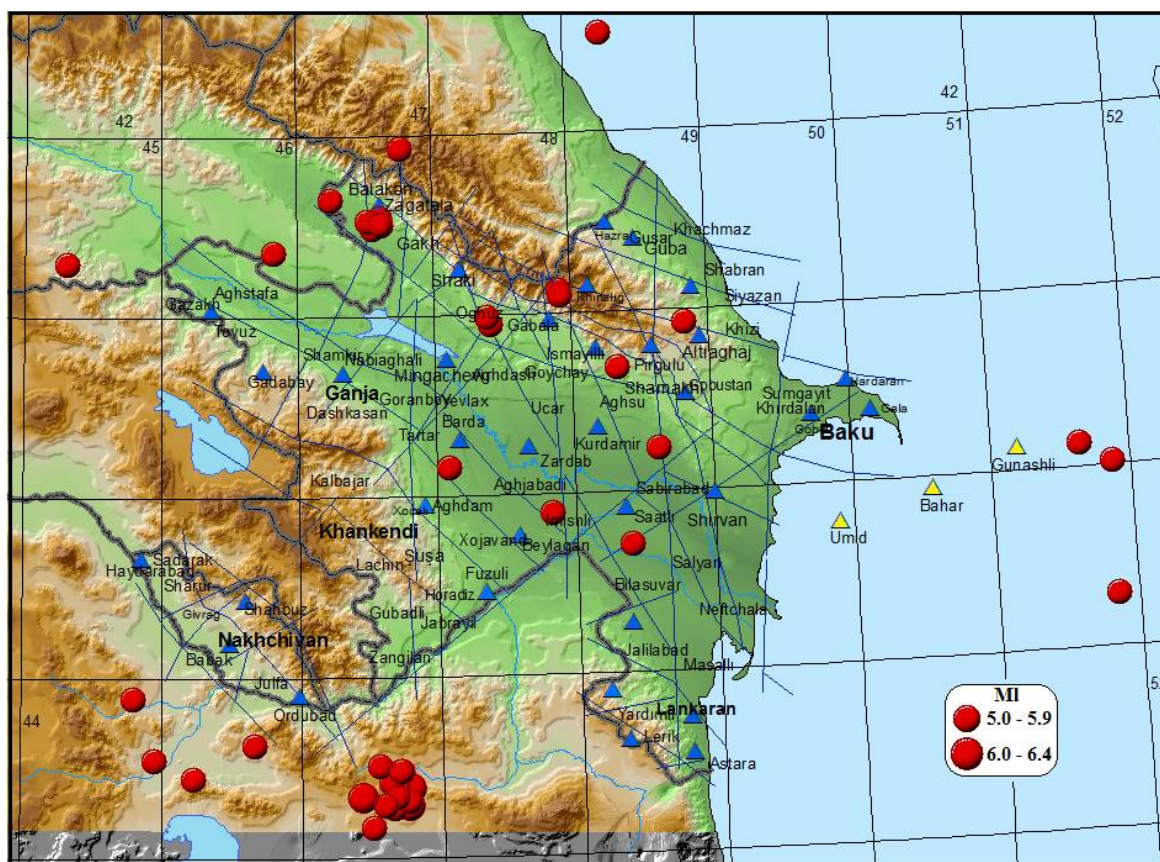 42
51
52
42
45
46
47
48
49
50
Balakan
Zagatala
Gakh
Khachmaz
Hazra
Gusar
Guba
Shabran
Siyazan
Khizi
Altiaghaj
Shaki
Oghuz
Gabala
Ismayilli
Pirgulu
Gobustan
Shamakhi
Aghsu
Goychay
Aghdash
Mingachevir
Aghstafa
Gazakh
Tovuz
Shamkir
Nabiaghali
Gadabay
Ganja
Goranboy
Yevlax
Dashkasan
Ucar
Barda
Tartar
Kurdamir
Zardab
Sumgayit
Nardaran
Khirdalan
Gala
Baku
Gunashli
Bahar
Umid
Kalbajar
Aghjabadi
Sabirabad
Xocali
Aghdam
Imishli
Saatli
Shirvan
Khankendi
Xojavand
Beylagan
Shusa
Lachin
Salyan
Fuzuli
Bilasuvar
Sadarak
Haydarabad
Sharur
Givrag
Shahbuz
Gubadli
Horadiz
Jabrayil
Neftchala
Nakhchivan
Babak
Zangilan
Jalilabad
Masalli
Julfa
Ordubad
Lankaran
Yardimli
Lerik
Astara
44
Ml
5.0 - 5.9
6.0 - 6.4